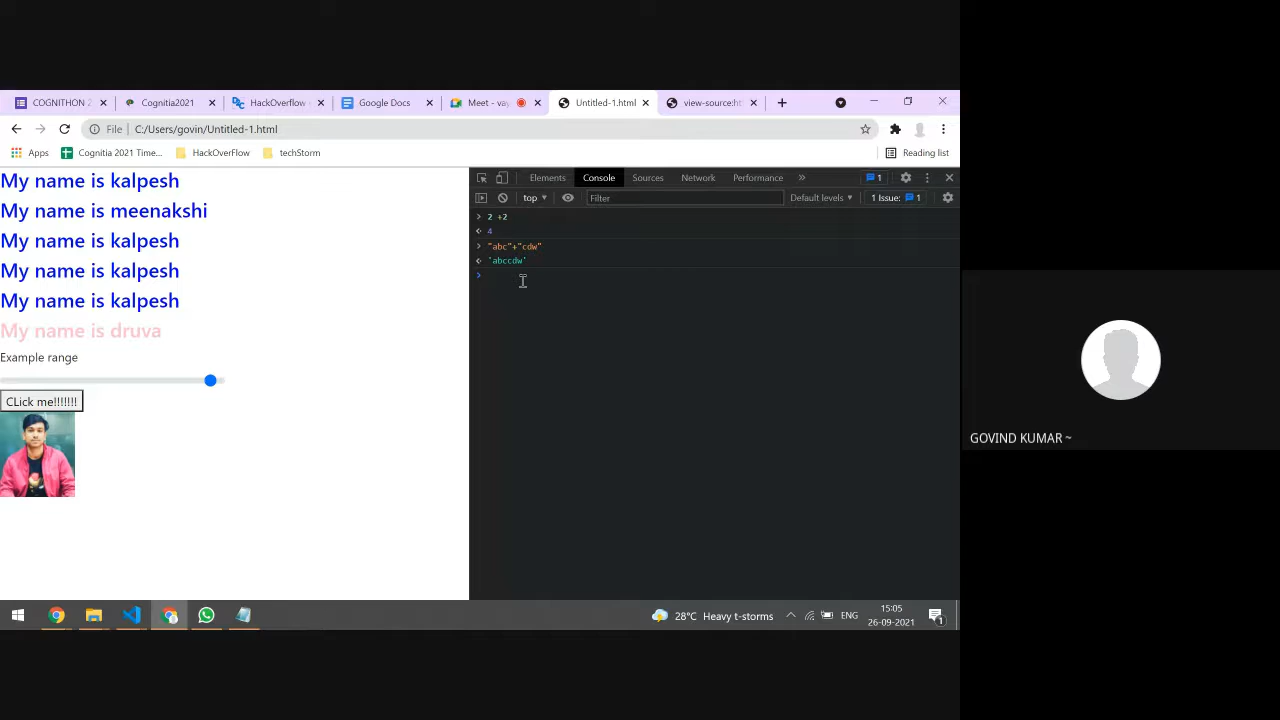 COGNITHON 2
Cognitia2021
HackOverflow
Google Docs
Meet - va
Untitled-1.html
view-source:ht
File
C:/Users/govin/Untitled-1.html
Apps
Cognitia 2021 Time...
HackOverFlow
techStorm
Reading list
My name is kalpesh
My name is meenakshi
My name is kalpesh
My name is kalpesh
My name is kalpesh
My name is druva
Example range
CLick me!!!!!!!
Elements
Console
Sources
Network
Performance
»
1
top
Filter
Default levels
1 Issue:
1
> 2 +2
4
> "abc"+"cdw"
'abccdw'
>
GOVIND KUMAR ~
28°C Heavy t-storms
ENG
15:05
26-09-2021
1